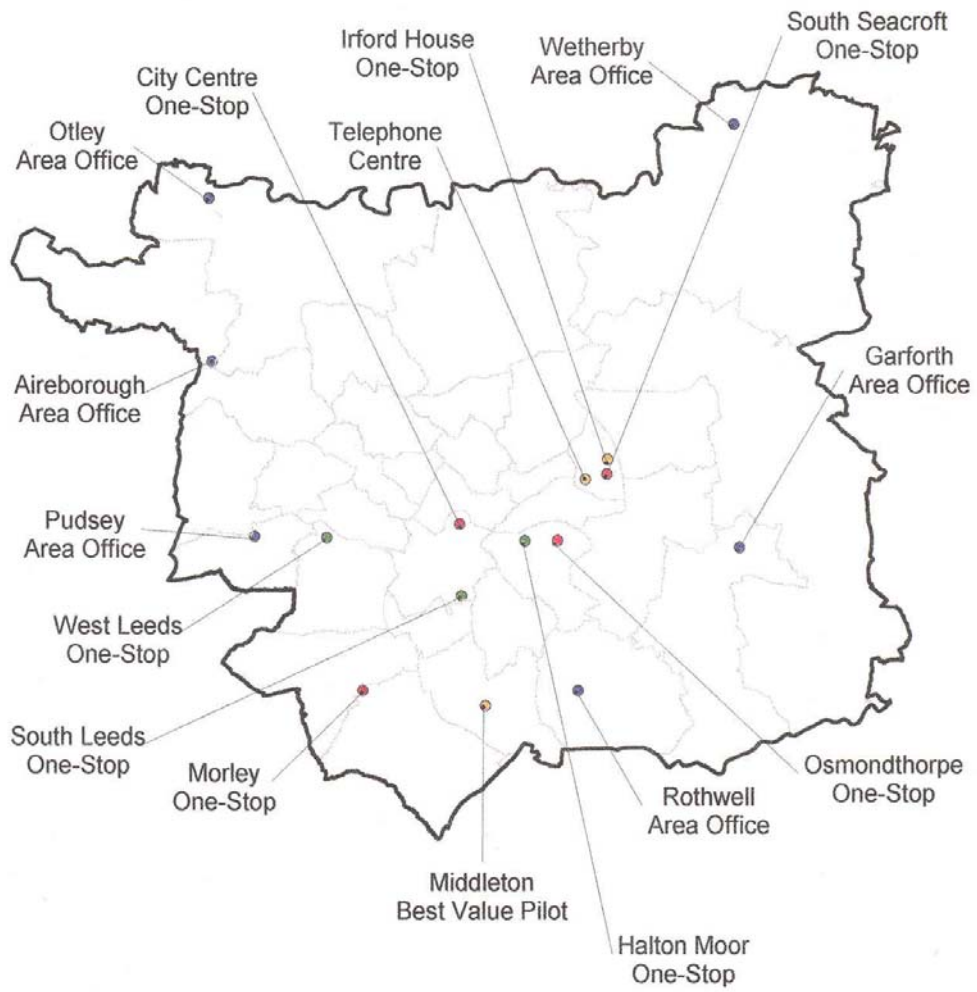 South Seacroft
One-Stop
Irford House
One-Stop
Wetherby
Area Office
City Centre
One-Stop
Telephone
Centre
Otley
Area Office
Garforth
Area Office
Aireborough
Area Office
Pudsey
Area Office
West Leeds
One-Stop
South Leeds
One-Stop
Morley
One-Stop
Osmondthorpe
One-Stop
Rothwell
Area Office
Middleton
Best Value Pilot
Halton Moor
One-Stop